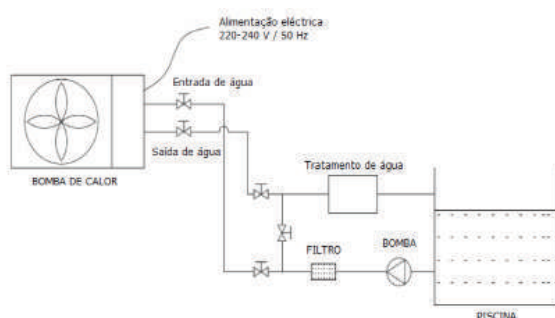 Alimentação eléctrica
220-240 V / 50 Hz
Entrada de água
Saída de água
BOMBA DE CALOR
Tratamento de água
FILTRO
BOMBA
PISCINA